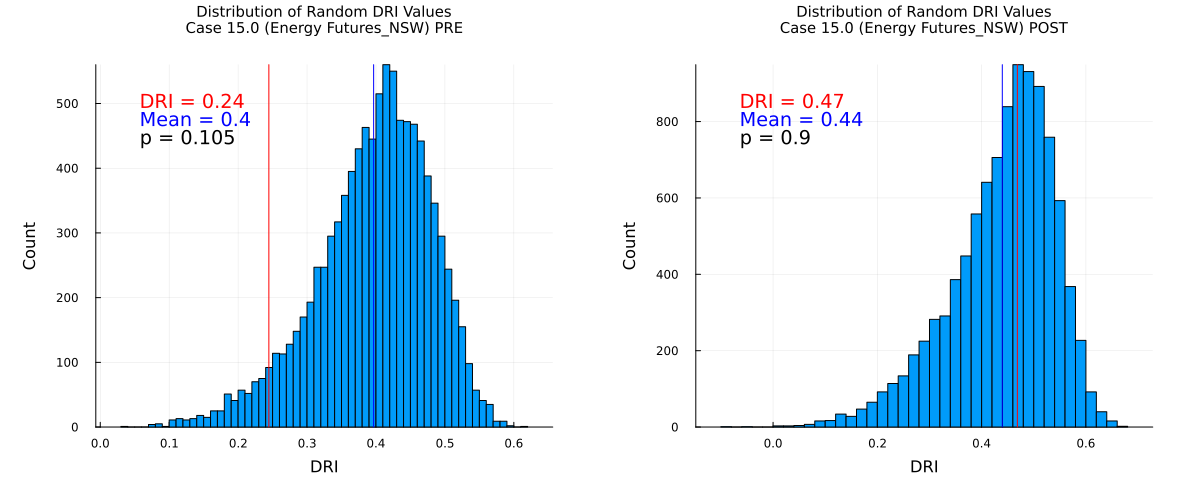 Distribution of Random DRI Values
Case 15.0 (Energy Futures_NSW) PRE
DRI = 0.24
Mean = 0.4
p = 0.105
500
400
300
200
100
0
Count
0.0 0.1 0.2 0.3 0.4 0.5 0.6
DRI
Distribution of Random DRI Values
Case 15.0 (Energy Futures_NSW) POST
DRI = 0.47
Mean = 0.44
p = 0.9
800
600
400
200
0
Count
0.0 0.2 0.4 0.6
DRI